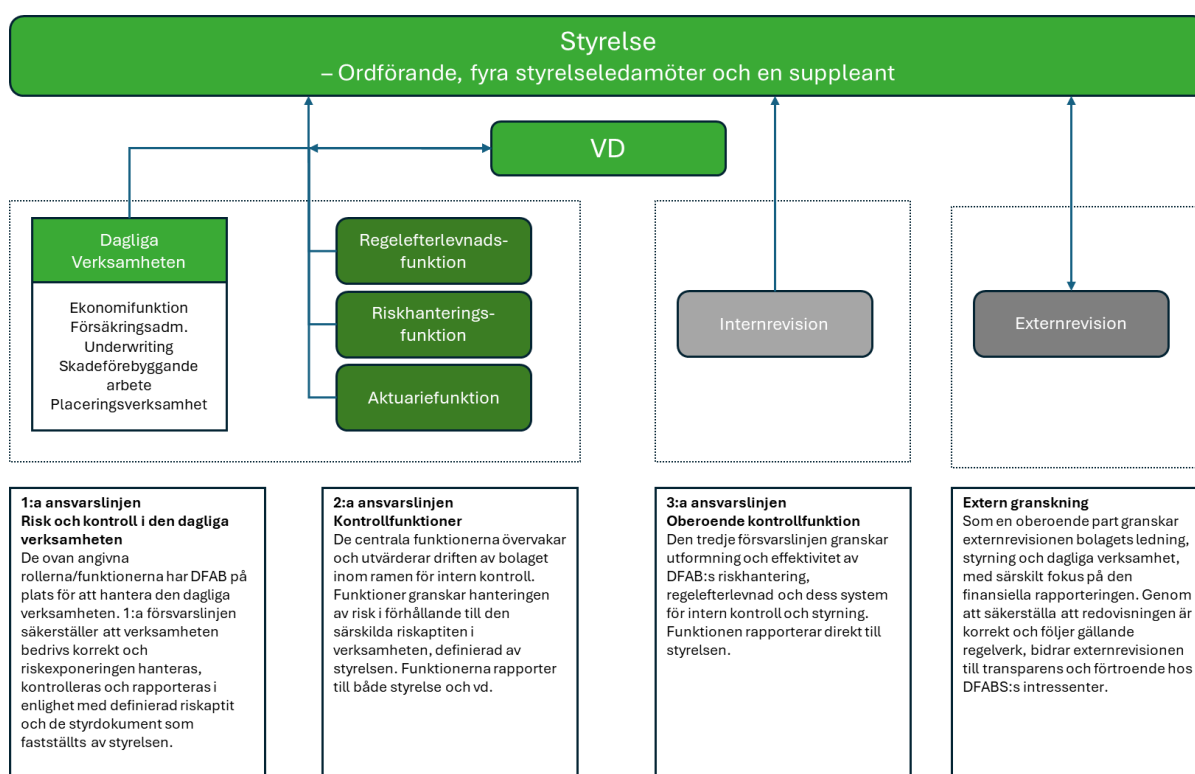 Styrelse
– Ordförande, fyra styrelseledamöter och en suppleant
VD
Dagliga
Verksamheten
Ekonomifunktion
Försäkringsadm.
Underwriting
Skadeförebyggande
arbete
Placeringsverksamhet
Regelefterlevnads-
funktion
Riskhanterings-
funktion
Aktuariefunktion
Internrevision
Externrevision
1:a ansvarslinjen
Risk och kontroll i den dagliga
verksamheten
De ovan angivna
rollerna/funktionerna har DFAB på
plats för att hantera den dagliga
verksamheten. 1:a försvarslinjen
säkerställer att verksamheten
bedrivs korrekt och
riskexponeringen hanteras,
kontrolleras och rapporteras i
enlighet med definierad riskaptit
och de styrdokument som
fastställts av styrelsen.
2:a ansvarslinjen
Kontrollfunktioner
De centrala funktionerna övervakar
och utvärderar driften av bolaget
inom ramen för intern kontroll.
Funktioner granskar hanteringen
av risk i förhållande till den
särskilda riskaptiten i
verksamheten, definierad av
styrelsen. Funktionerna rapporter
till både styrelse och vd.
3:a ansvarslinjen
Oberoende kontrollfunktion
Den tredje försvarslinjen granskar
utformning och effektivitet av
DFAB:s riskhantering,
regelefterlevnad och dess system
för intern kontroll och styrning.
Funktionen rapporterar direkt till
styrelsen.
Extern granskning
Som en oberoende part granskar
externrevisionen bolagets ledning,
styrning och dagliga verksamhet,
med särskilt fokus på den
finansiella rapporteringen. Genom
att säkerställa att redovisningen är
korrekt och följer gällande
regelverk, bidrar externrevisionen
till transparens och förtroende hos
DFABS:s intressenter.